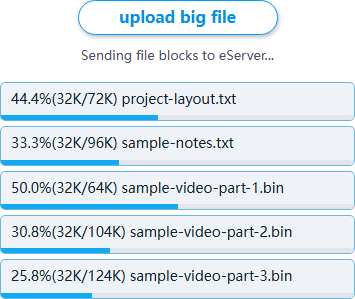 upload big file
Sending file blocks to eServer...
44.4%(32K/72K) project-layout.txt
33.3%(32K/96K) sample-notes.txt
50.0%(32K/64K) sample-video-part-1.bin
30.8%(32K/104K) sample-video-part-2.bin
25.8%(32K/124K) sample-video-part-3.bin